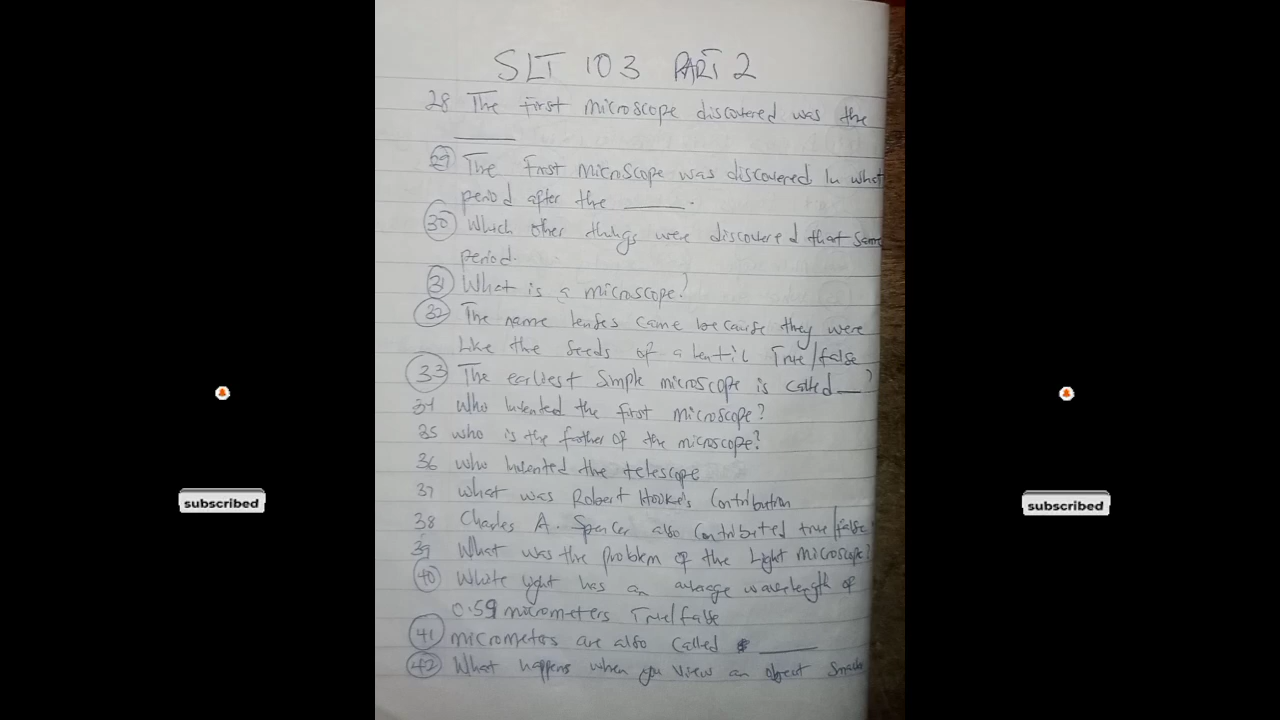 SLT 103 PART 2
28 The first microscope discovered was the
______
29 The first microscope was discovered in what
period after the ______.
30 Which other things were discovered that same
period.
31 What is a microscope?
32 The name lenses came because they were
like the seeds of a lentil True/false
33 The earliest simple microscope is called __?
34 Who invented the first microscope?
35 who is the father of the microscope?
36 who invented the telescope
37 what was Robert Hooke's contribution
38 Charles A. Spencer also contributed true/false
39 What was the problem of the Light microscope?
40 White light has an average wavelength of
0.59 micrometers True/false
41 micrometers are also called ______
42 What happens when you view an object
subscribed
subscribed